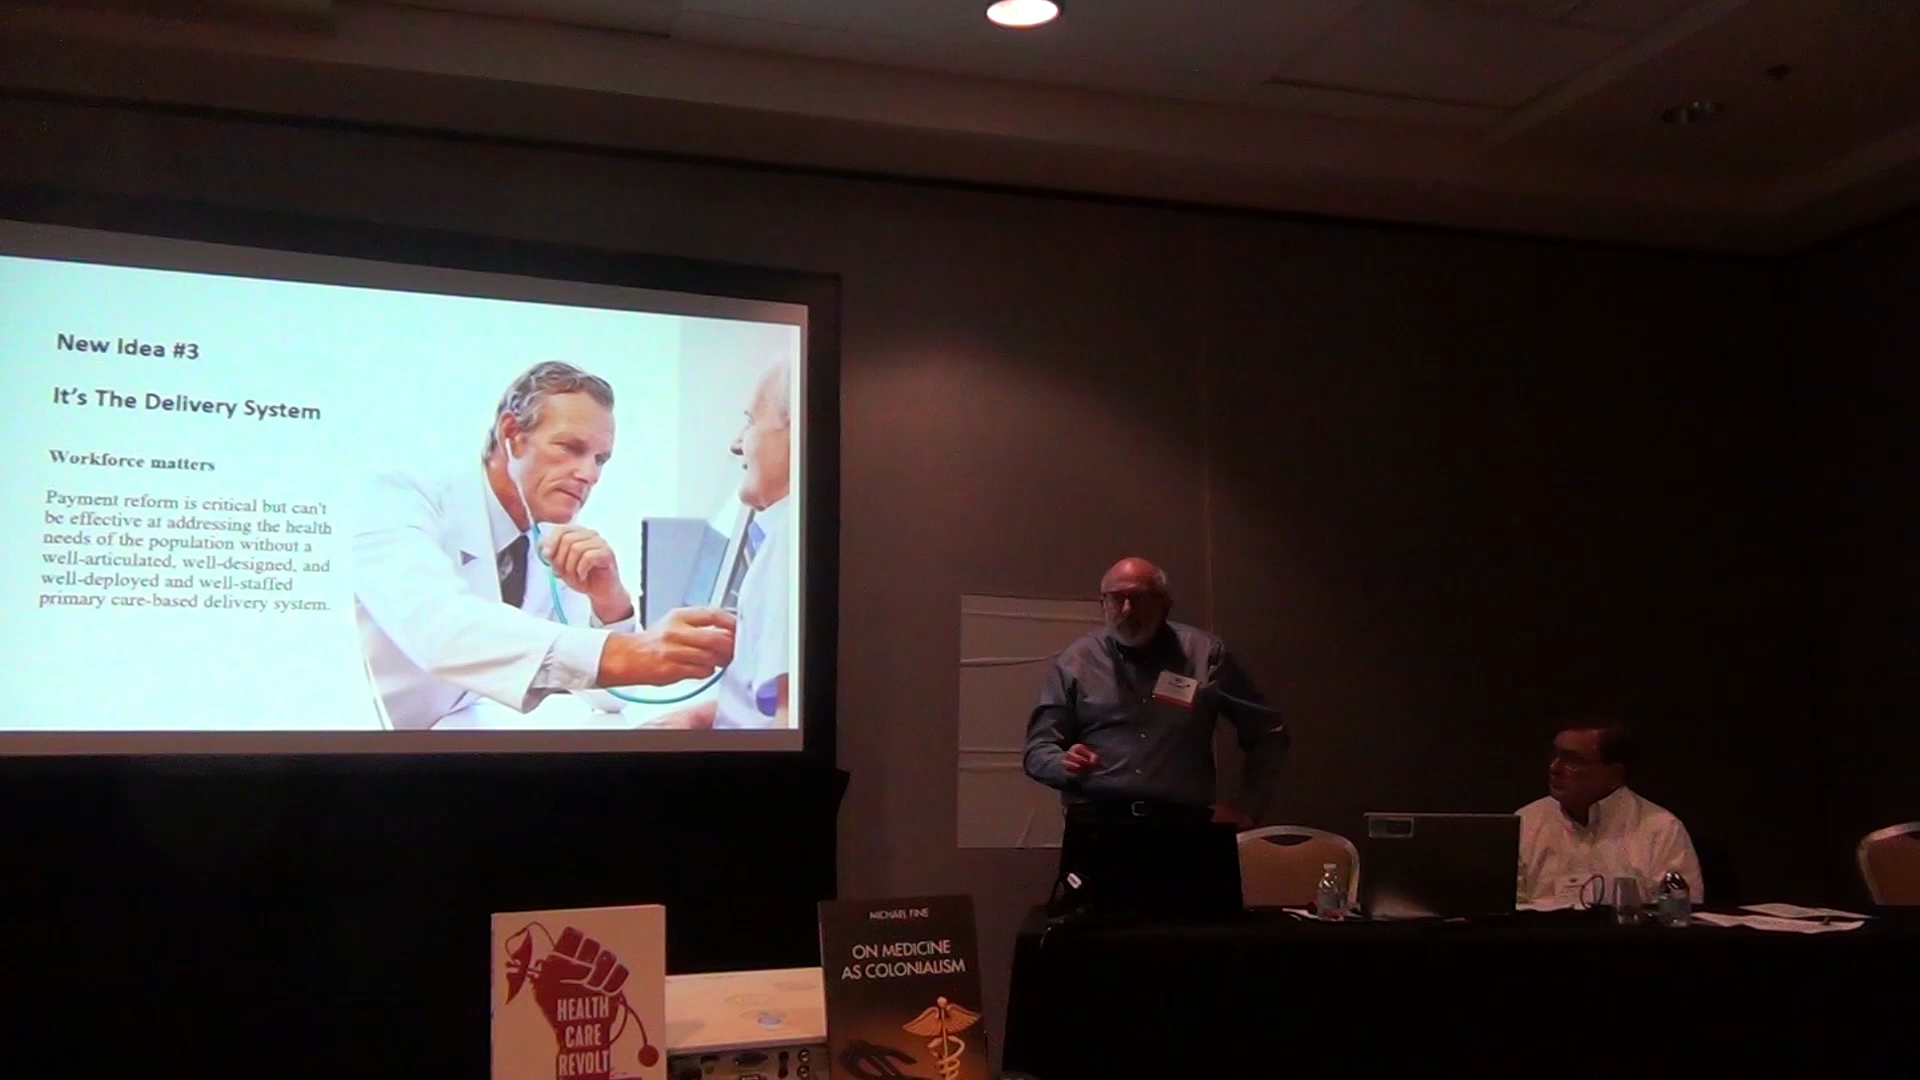 New Idea #3
It's The Delivery System
Workforce matters
Payment reform is critical but can't
be effective at addressing the health
needs of the population without a
well-articulated, well-designed, and
well-deployed and well-staffed
primary care-based delivery system.
HEALTH
CARE
REVOLT
MICHAEL FINE
ON MEDICINE
AS COLONIALISM